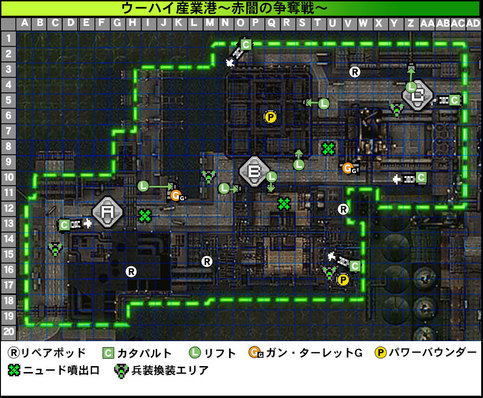 ウーハイ産業港～赤闇の争奪戦～
A B C D E F G H I J K L M N O P Q R S T U V W X Y Z AA AB AC AD
1
2
3
4
5
6
7
8
9
10
11
12
13
14
15
16
17
18
19
20
C
R
L
C
C
L
P
G
B
L
C
L
L
L
G
A
R
C
R
R
C
P
R リペアポッド
C カタパルト
L リフト
G ガン・ターレットG
P パワーバウンダー
ニュード噴出口
兵装換装エリア